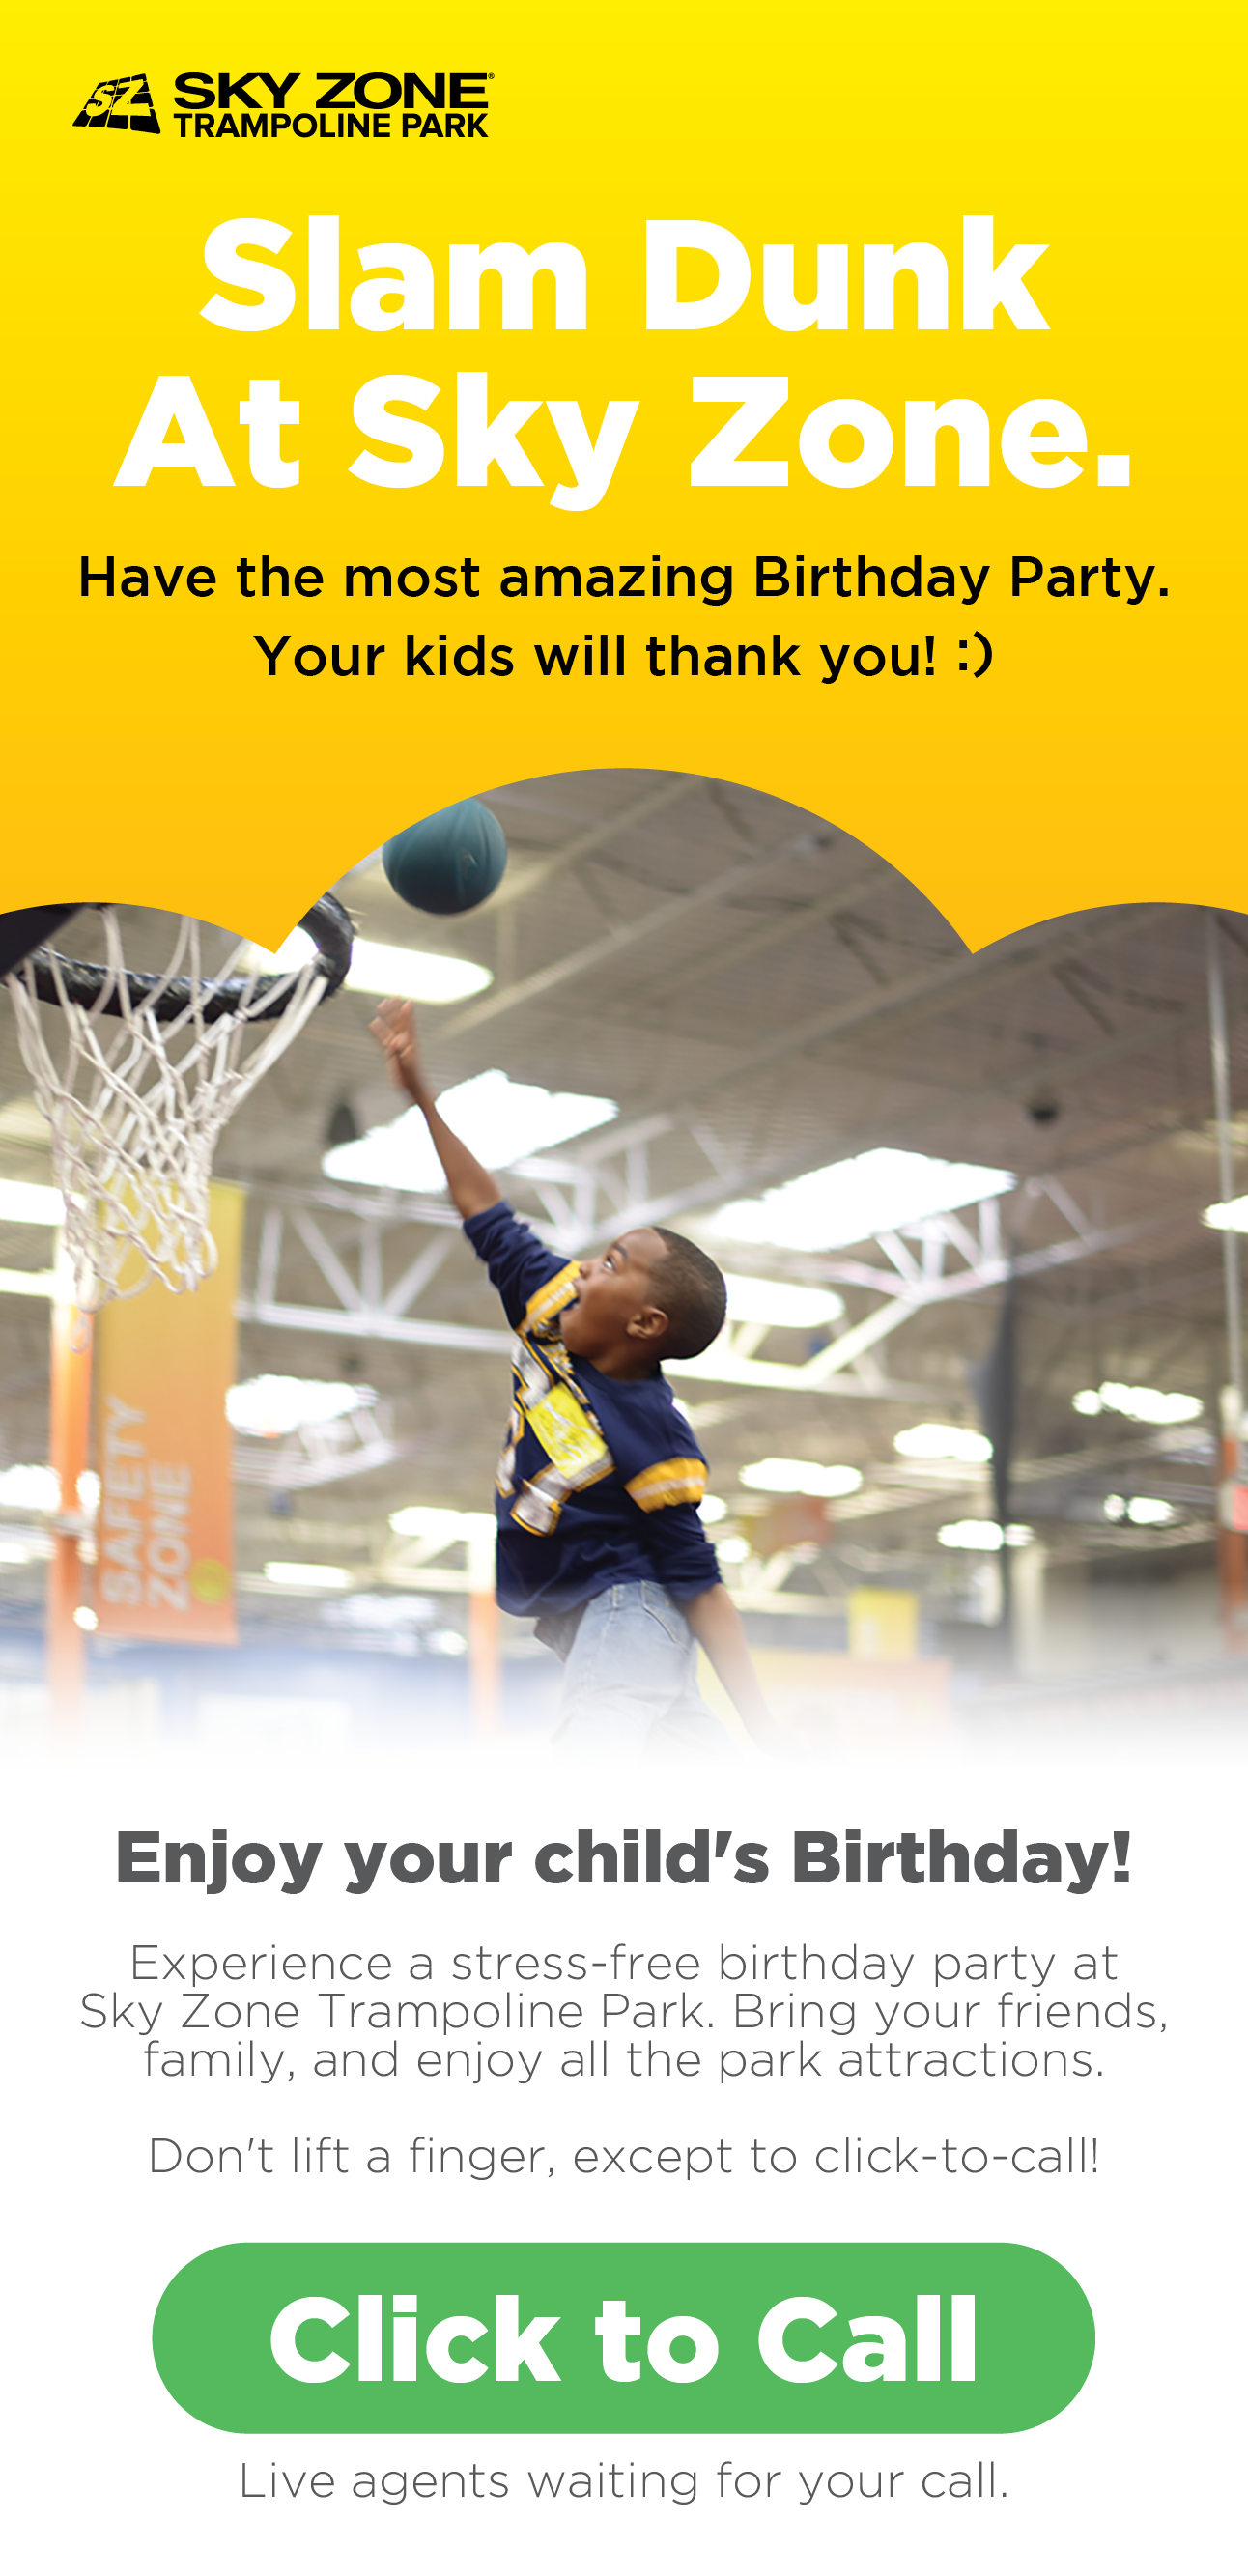 SZ SKY ZONE®
TRAMPOLINE PARK
Slam Dunk
At Sky Zone.
Have the most amazing Birthday Party.
Your kids will thank you! :)
SAFETY
ZONE
Enjoy your child's Birthday!
Experience a stress-free birthday party at
Sky Zone Trampoline Park. Bring your friends,
family, and enjoy all the park attractions.
Don't lift a finger, except to click-to-call!
Click to Call
Live agents waiting for your call.